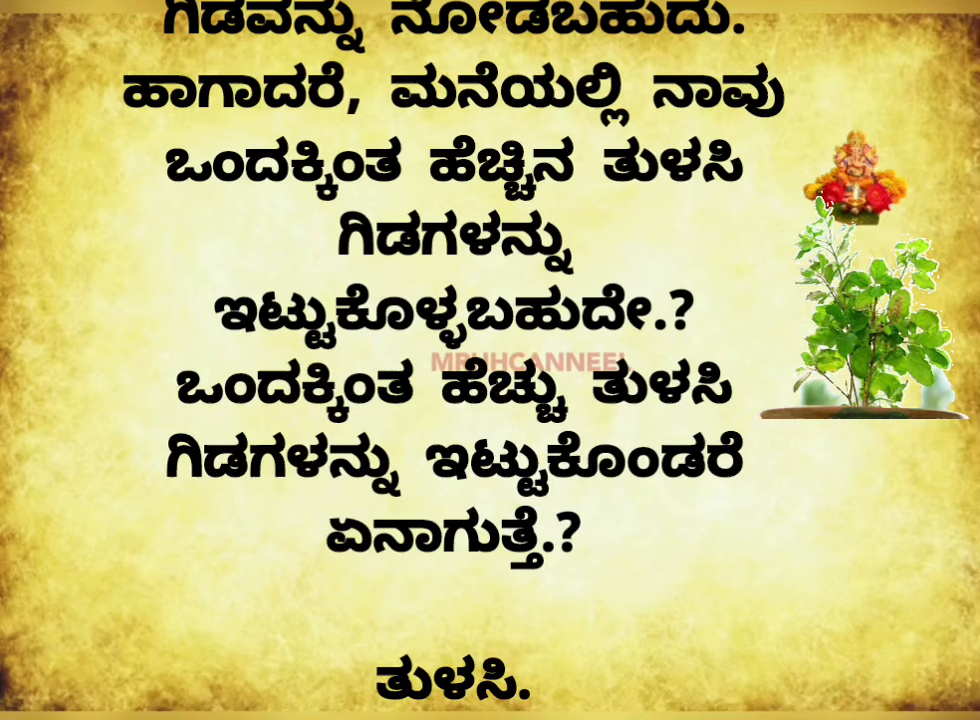 ಗಿಡವನ್ನು ನೋಡಬಹುದು.
ಹಾಗಾದರೆ, ಮನೆಯಲ್ಲಿ ನಾವು
ಒಂದಕ್ಕಿಂತ ಹೆಚ್ಚಿನ ತುಳಸಿ
ಗಿಡಗಳನ್ನು
ಇಟ್ಟುಕೊಳ್ಳಬಹುದೇ.?
ಒಂದಕ್ಕಿಂತ ಹೆಚ್ಚು ತುಳಸಿ
ಗಿಡಗಳನ್ನು ಇಟ್ಟುಕೊಂಡರೆ
ಏನಾಗುತ್ತೆ.?
ತುಳಸಿ.